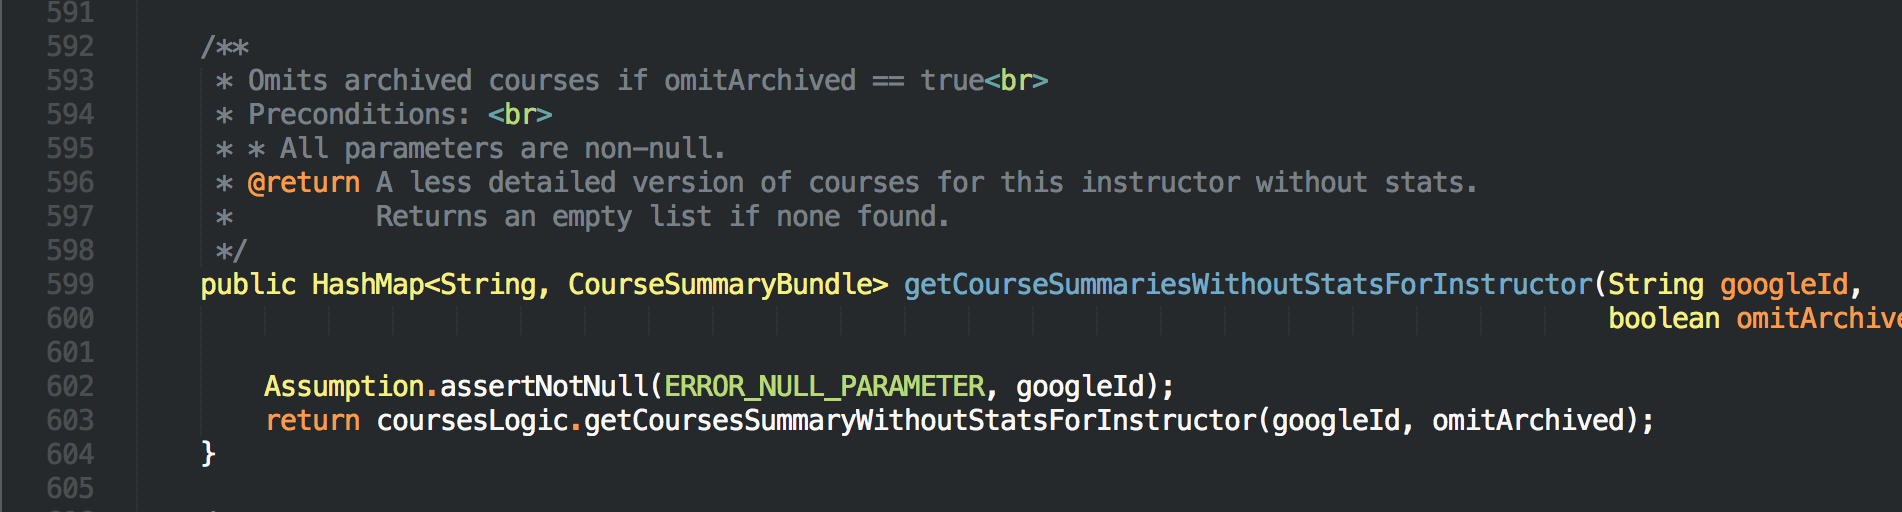 591
592 /**
593 * Omits archived courses if omitArchived == true<br>
594 * Preconditions: <br>
595 * * All parameters are non-null.
596 * @return A less detailed version of courses for this instructor without stats.
597 * Returns an empty list if none found.
598 */
599 public HashMap<String, CourseSummaryBundle> getCourseSummariesWithoutStatsForInstructor(String googleId,
600 boolean omitArchive
601
602 Assumption.assertNotNull(ERROR_NULL_PARAMETER, googleId);
603 return coursesLogic.getCoursesSummaryWithoutStatsForInstructor(googleId, omitArchived);
604 }
605